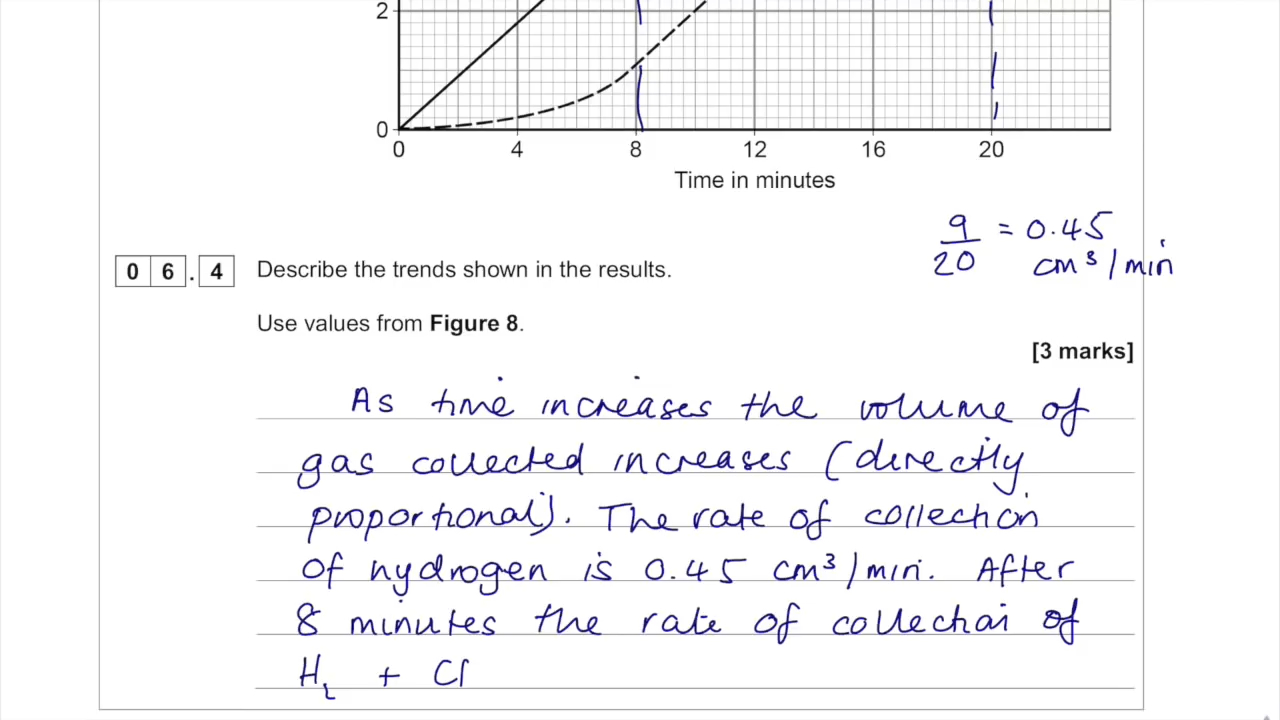 2
0
0 4 8 12 16 20
Time in minutes
9/20 = 0.45
cm³/min
0 6 . 4 Describe the trends shown in the results.
Use values from Figure 8.
[3 marks]
As time increases the volume of
gas collected increases (directly
proportional). The rate of collection
of hydrogen is 0.45 cm³/min. After
8 minutes the rate of collection of
H₂ + Cl